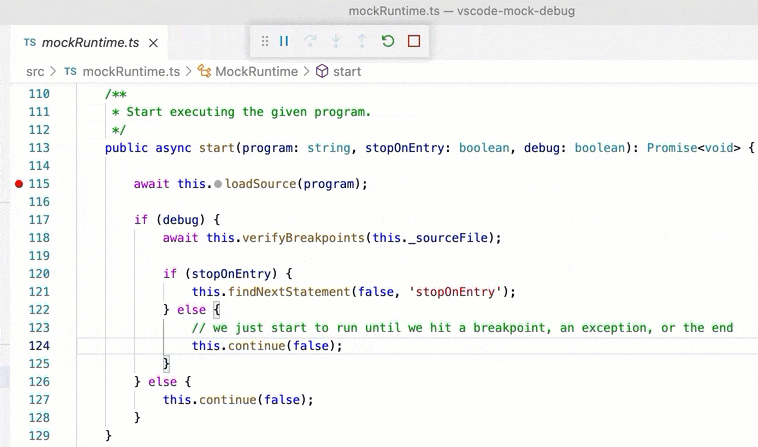 mockRuntime.ts — vscode-mock-debug
TS mockRuntime.ts ×
src > TS mockRuntime.ts > MockRuntime > start
110 /**
111 * Start executing the given program.
112 */
113 public async start(program: string, stopOnEntry: boolean, debug: boolean): Promise<void> {
114
115 await this.loadSource(program);
116
117 if (debug) {
118 await this.verifyBreakpoints(this._sourceFile);
119
120 if (stopOnEntry) {
121 this.findNextStatement(false, 'stopOnEntry');
122 } else {
123 // we just start to run until we hit a breakpoint, an exception, or the end
124 this.continue(false);
125 }
126 } else {
127 this.continue(false);
128 }
129 }